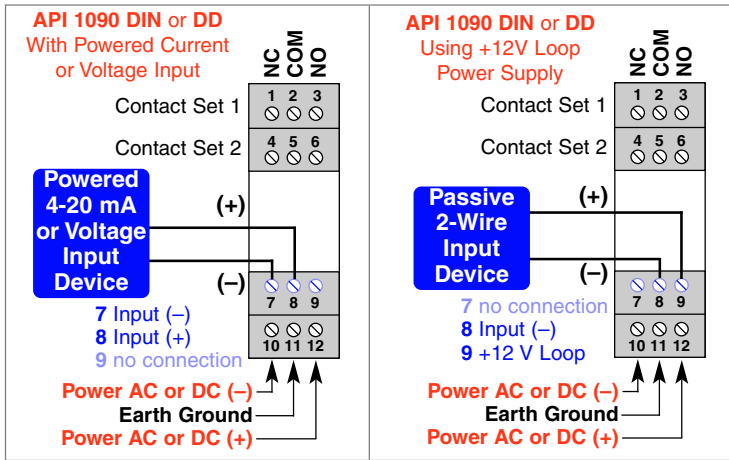 API 1090 DIN or DD
With Powered Current
or Voltage Input
NC
COM
NO
1 2 3
Contact Set 1
4 5 6
Contact Set 2
Powered
4-20 mA
or Voltage
Input
Device
(+)
(–)
7 8 9
7 Input (–)
8 Input (+)
9 no connection
10 11 12
Power AC or DC (–)
Earth Ground
Power AC or DC (+)
API 1090 DIN or DD
Using +12V Loop
Power Supply
NC
COM
NO
1 2 3
Contact Set 1
4 5 6
Contact Set 2
Passive
2-Wire
Input
Device
(+)
(–)
7 8 9
7 no connection
8 Input (–)
9 +12 V Loop
10 11 12
Power AC or DC (–)
Earth Ground
Power AC or DC (+)